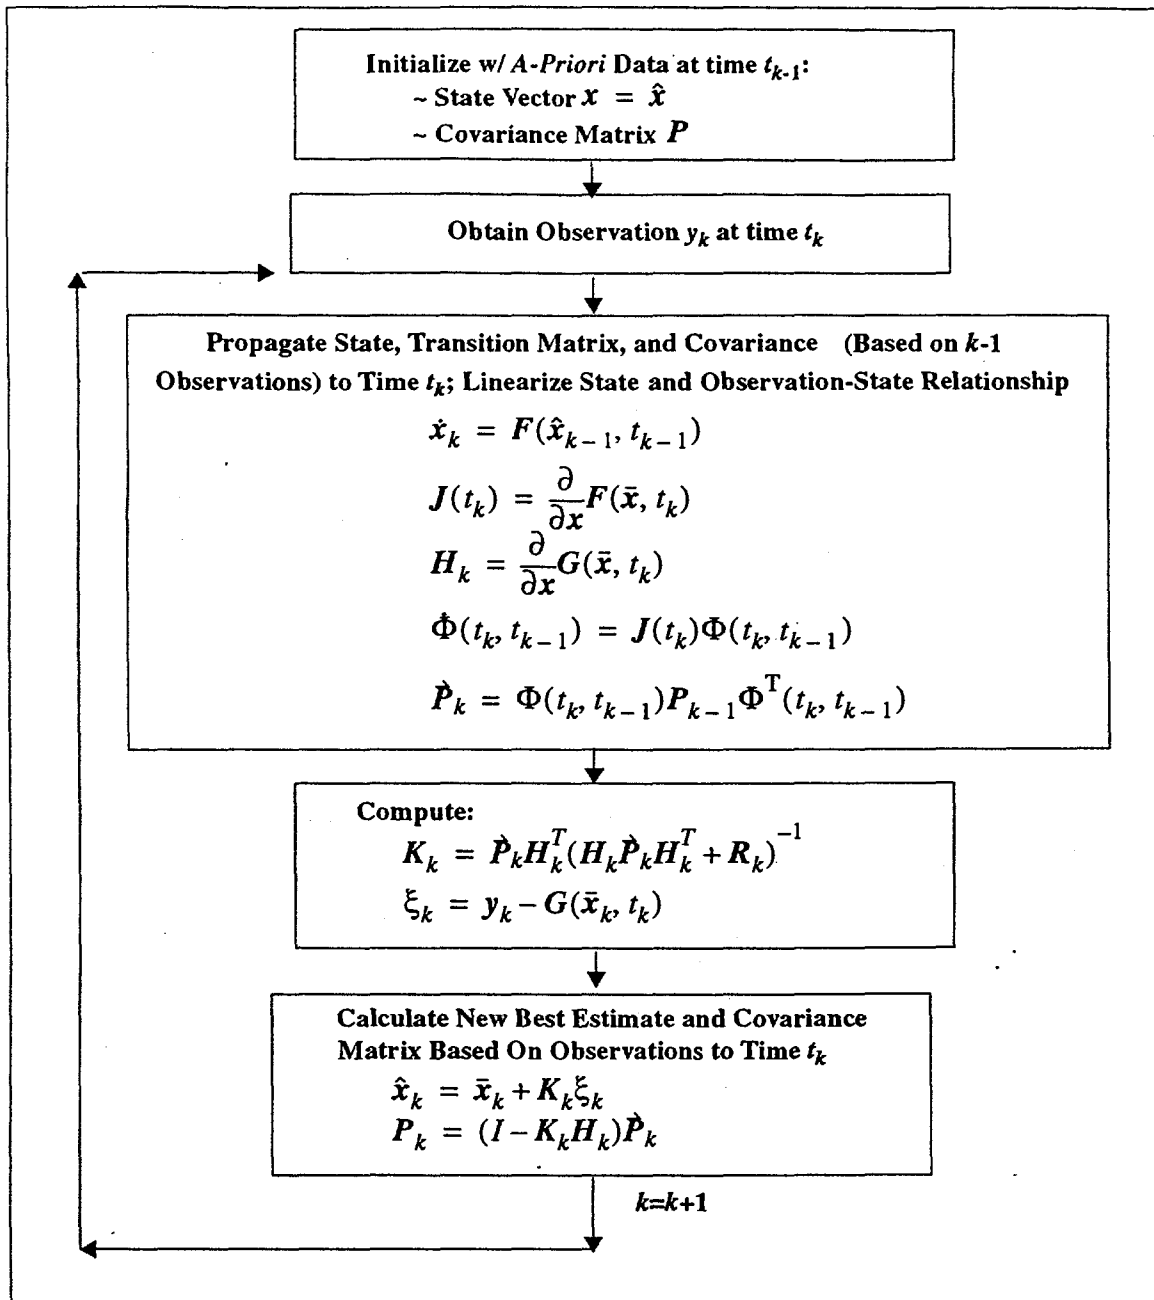 Initialize w/ A-Priori Data at time t_{k-1}:
~ State Vector x = x̂
~ Covariance Matrix P
Obtain Observation y_k at time t_k
Propagate State, Transition Matrix, and Covariance (Based on k-1
Observations) to Time t_k; Linearize State and Observation-State Relationship
ẋ_k = F(x̂_{k-1}, t_{k-1})
J(t_k) = ∂/∂x F(x̄, t_k)
H_k = ∂/∂x G(x̄, t_k)
Φ̇(t_k, t_{k-1}) = J(t_k)Φ(t_k, t_{k-1})
P̀_k = Φ(t_k, t_{k-1})P_{k-1}Φ^T(t_k, t_{k-1})
Compute:
K_k = P̀_k H_k^T(H_k P̀_k H_k^T + R_k)^{-1}
ξ_k = y_k - G(x̄_k, t_k)
Calculate New Best Estimate and Covariance
Matrix Based On Observations to Time t_k
x̂_k = x̄_k + K_k ξ_k
P_k = (I - K_k H_k)P̀_k
k=k+1